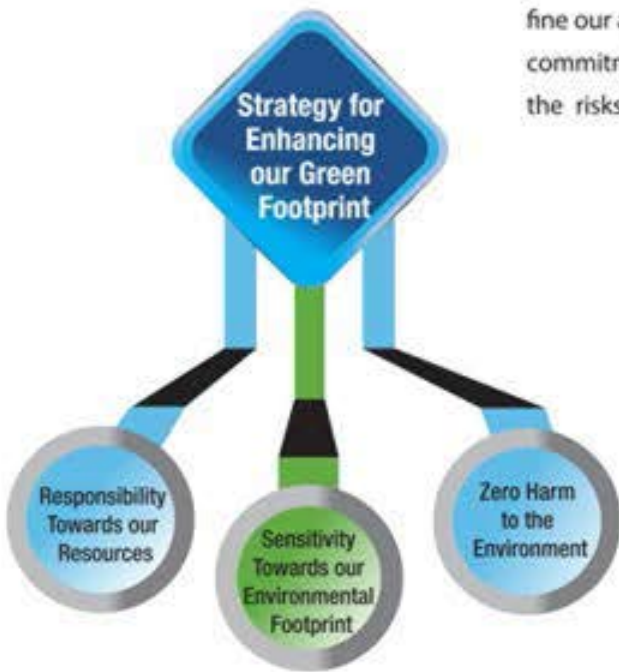 fine our a
commitm
the risks
Strategy for
Enhancing
our Green
Footprint
Responsibility
Towards our
Resources
Sensitivity
Towards our
Environmental
Footprint
Zero Harm
to the
Environment